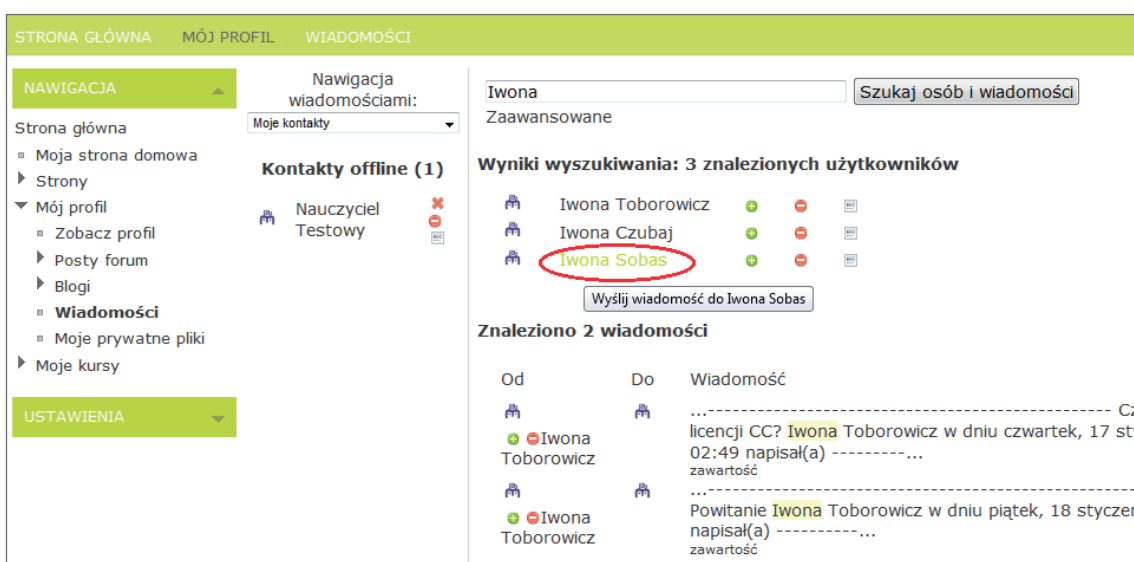 STRONA GŁÓWNA MÓJ PROFIL WIADOMOŚCI
NAWIGACJA
Strona główna
Moja strona domowa
Strony
Mój profil
Zobacz profil
Posty forum
Blogi
Wiadomości
Moje prywatne pliki
Moje kursy
USTAWIENIA
Nawigacja
wiadomościami:
Moje kontakty
Kontakty offline (1)
Nauczyciel
Testowy
Iwona Szukaj osób i wiadomości
Zaawansowane
Wyniki wyszukiwania: 3 znalezionych użytkowników
Iwona Toborowicz
Iwona Czubaj
Iwona Sobas
Wyślij wiadomość do Iwona Sobas
Znaleziono 2 wiadomości
Od Do Wiadomość
Iwona
Toborowicz
...-------------------------------------------------- Cz
licencji CC? Iwona Toborowicz w dniu czwartek, 17 st
02:49 napisał(a) ---------...
zawartość
Iwona
Toborowicz
...-----------------------------------------------------
Powitanie Iwona Toborowicz w dniu piątek, 18 stycze
napisał(a) ----------...
zawartość